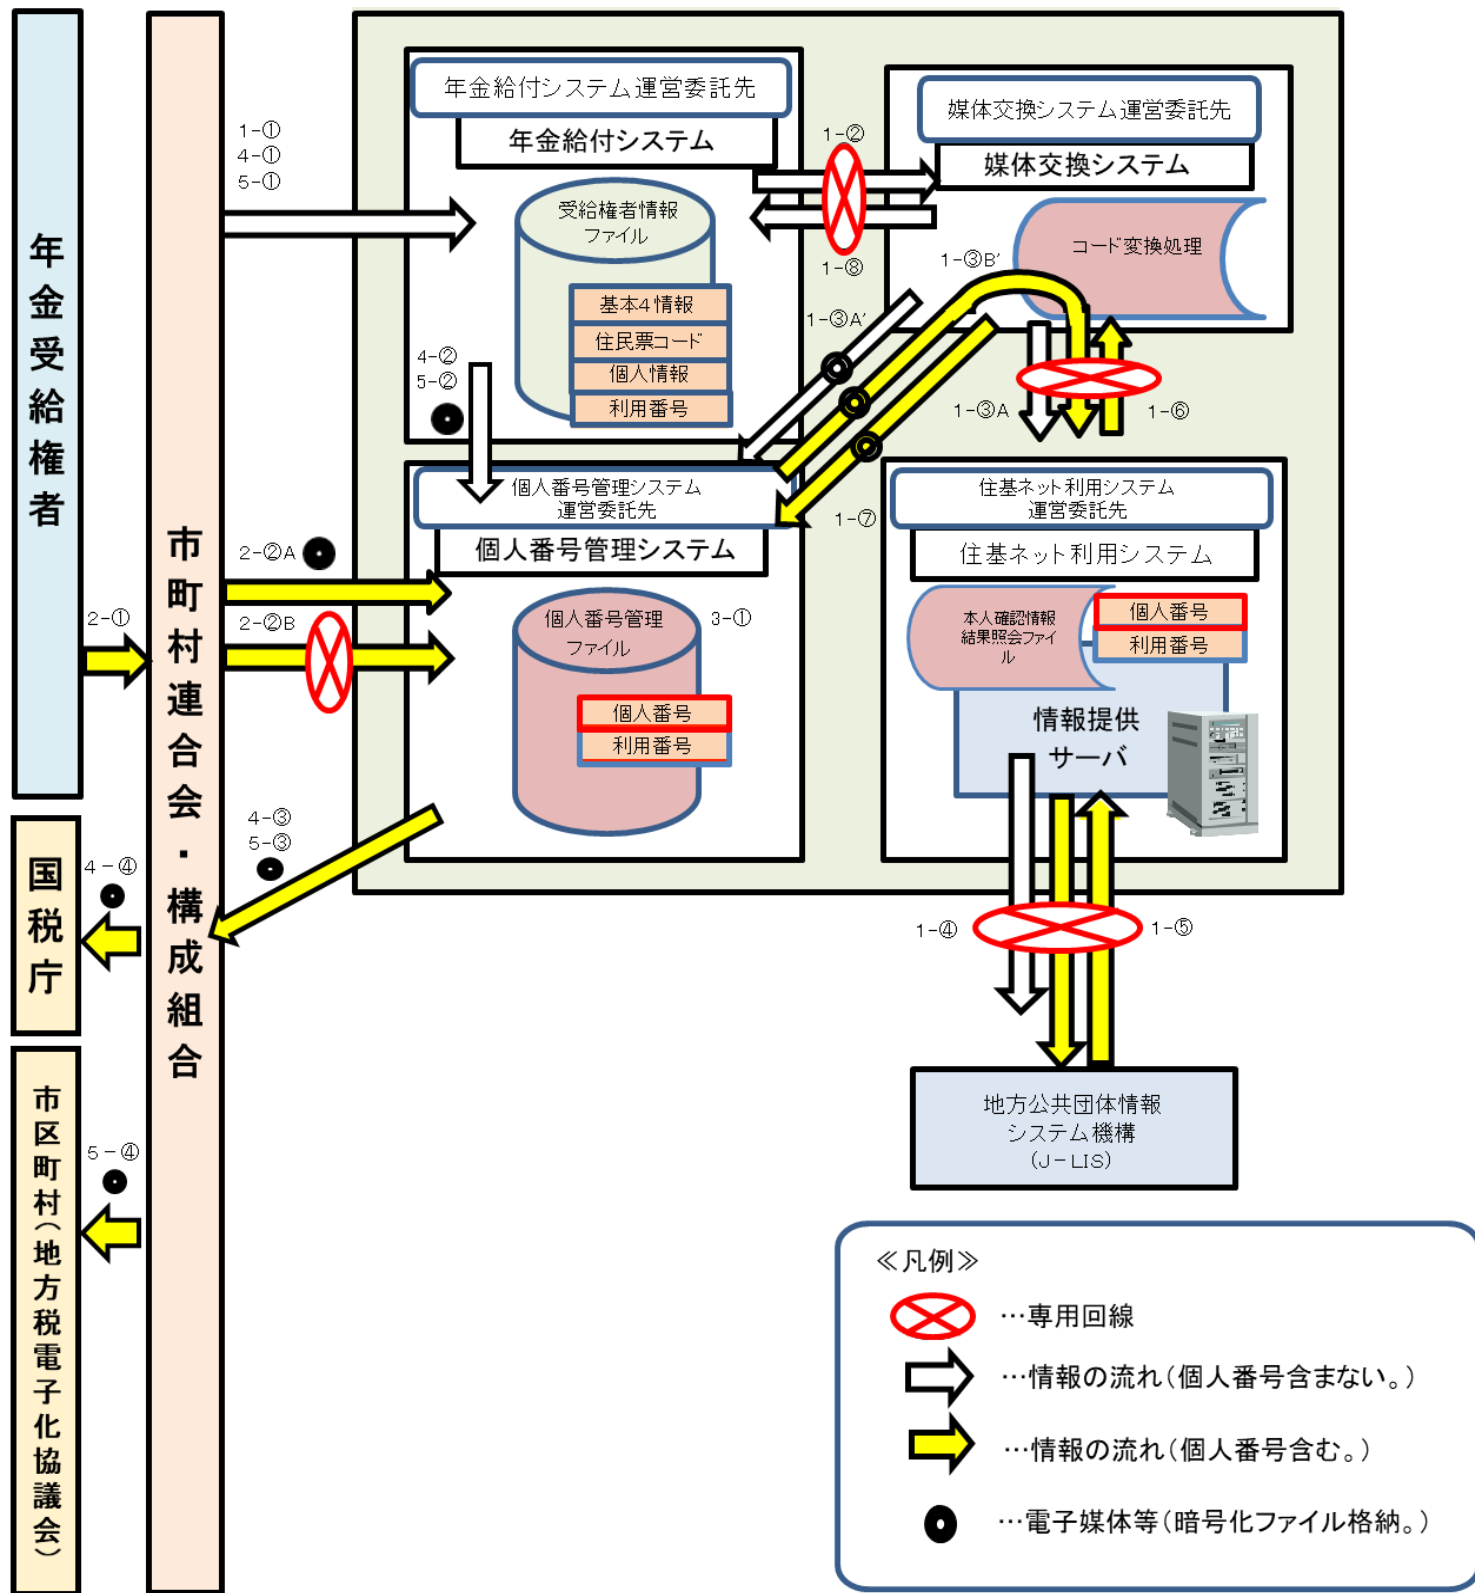 年金受給権者
市町村連合会・構成組合
国税庁
市区町村（地方税電子化協議会）
1-①
4-①
5-①
年金給付システム運営委託先
年金給付システム
受給権者情報
ファイル
基本4情報
住民票コード
個人情報
利用番号
1-②
1-⑧
媒体交換システム運営委託先
媒体交換システム
コード変換処理
1-③B'
1-③A'
4-②
5-②
1-③A
1-⑥
1-⑦
個人番号管理システム
運営委託先
個人番号管理システム
個人番号管理
ファイル
3-①
個人番号
利用番号
住基ネット利用システム
運営委託先
住基ネット利用システム
本人確認情報
結果照会ファイ
ル
個人番号
利用番号
情報提供
サーバ
2-①
2-②A
2-②B
4-③
5-③
4-④
5-④
1-④
1-⑤
地方公共団体情報
システム機構
(J-LIS)
≪凡例≫
…専用回線
…情報の流れ(個人番号含まない。)
…情報の流れ(個人番号含む。)
…電子媒体等(暗号化ファイル格納。)